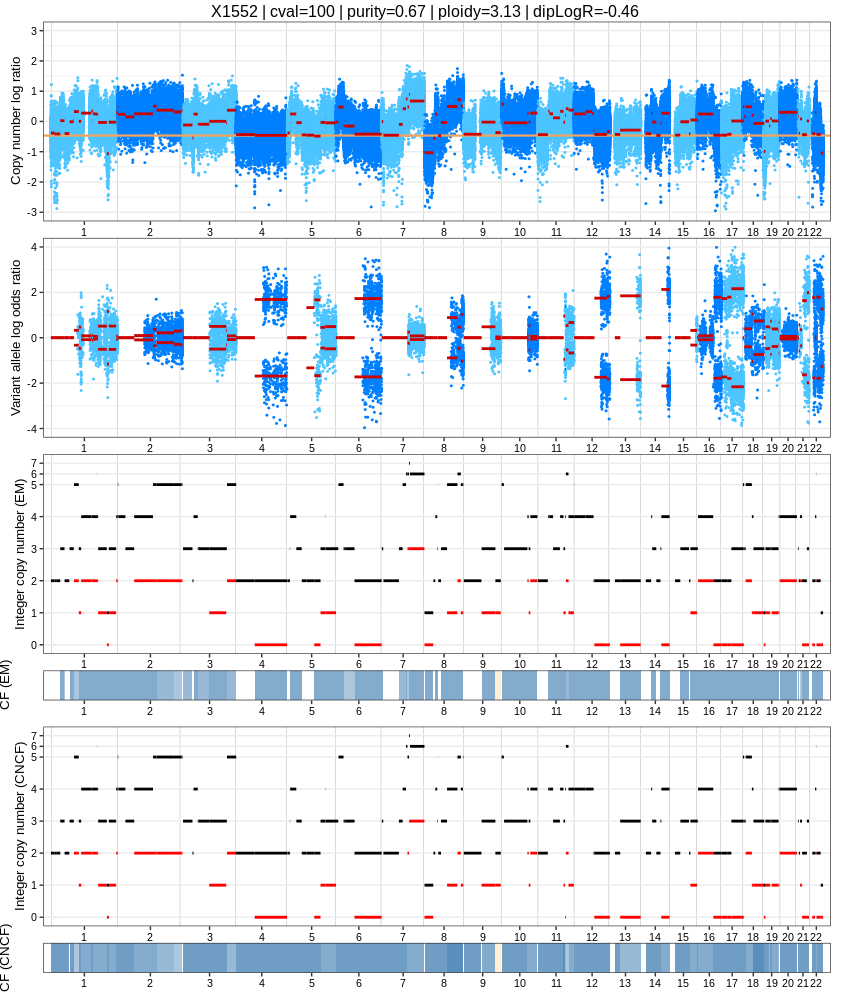 X1552 | cval=100 | purity=0.67 | ploidy=3.13 | dipLogR=-0.46
Copy number log ratio
3
2
1
0
-1
-2
-3
1 2 3 4 5 6 7 8 9 10 11 12 13 14 15 16 17 18 19 20 21 22
Variant allele log odds ratio
4
2
0
-2
-4
1 2 3 4 5 6 7 8 9 10 11 12 13 14 15 16 17 18 19 20 21 22
Integer copy number (EM)
7
6
5
4
3
2
1
0
1 2 3 4 5 6 7 8 9 10 11 12 13 14 15 16 17 18 19 20 21 22
CF (EM)
1 2 3 4 5 6 7 8 9 10 11 12 13 14 15 16 17 18 19 20 21 22
Integer copy number (CNCF)
7
6
5
4
3
2
1
0
1 2 3 4 5 6 7 8 9 10 11 12 13 14 15 16 17 18 19 20 21 22
CF (CNCF)
1 2 3 4 5 6 7 8 9 10 11 12 13 14 15 16 17 18 19 20 21 22